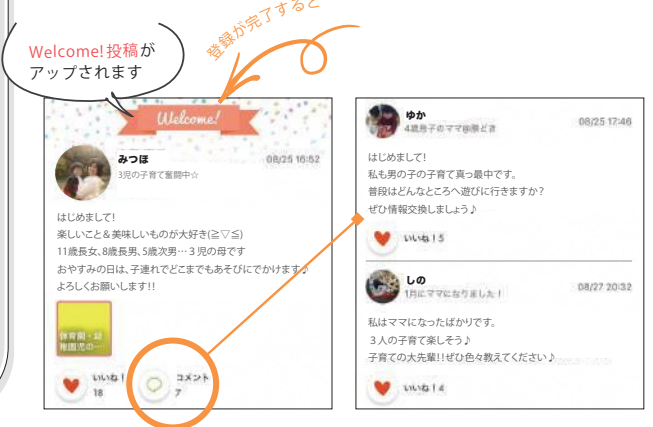 登録が完了すると
Welcome!投稿が
アップされます
Welcome!
みつほ
08/25 16:52
3児の子育て奮闘中☆
はじめまして!
楽しいこと&美味しいものが大好き(≧▽≦)
11歳長女、8歳長男、5歳次男…３児の母です
おやすみの日は、子連れでどこまでもあそびにでかけます♪
よろしくお願いします!!
保育園・幼
稚園児の…
いいね!
18
コメント
7
ゆか
08/25 17:46
4歳息子のママ@勝どき
はじめまして!
私も男の子の子育て真っ最中です。
普段はどんなところへ遊びに行きますか?
ぜひ情報交換しましょう♪
いいね! 5
しの
08/27 20:32
1月にママになりました!
私はママになったばかりです。
３人の子育て楽しそう♪
子育ての大先輩!!ぜひ色々教えてください♪
いいね! 4